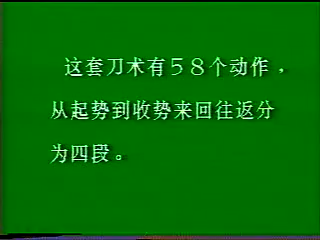 这套刀术有５８个动作，
从起势到收势来回往返分
为四段。